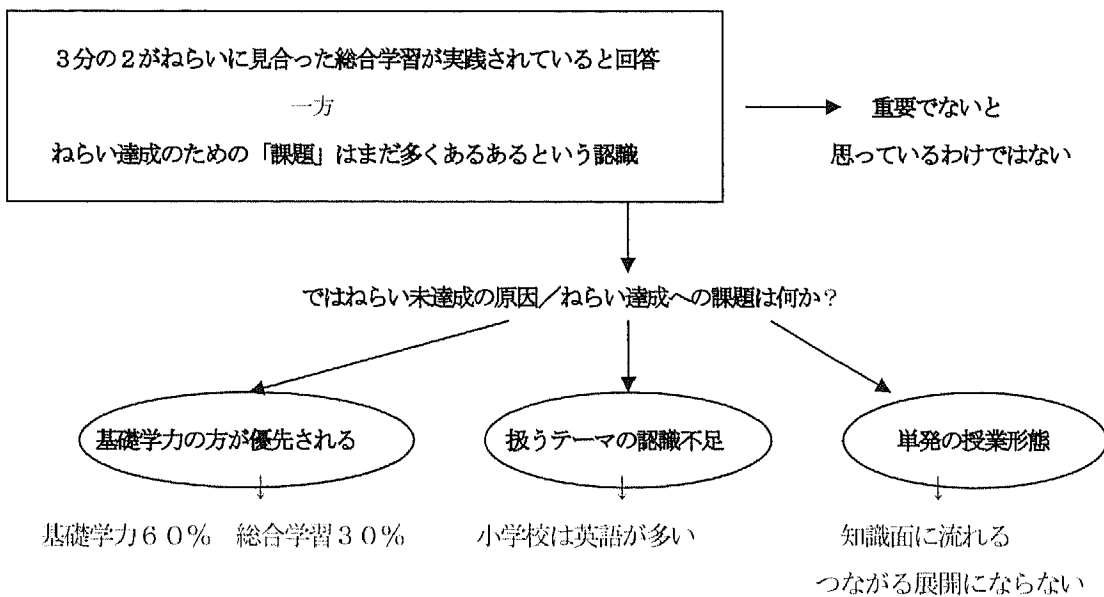 ３分の２がねらいに見合った総合学習が実践されていると回答
一方
ねらい達成のための「課題」はまだ多くあるあるという認識
重要でないと
思っているわけではない
ではねらい未達成の原因／ねらい達成への課題は何か？
基礎学力の方が優先される
扱うテーマの認識不足
単発の授業形態
基礎学力６０％　総合学習３０％
小学校は英語が多い
知識面に流れる
つながる展開にならない